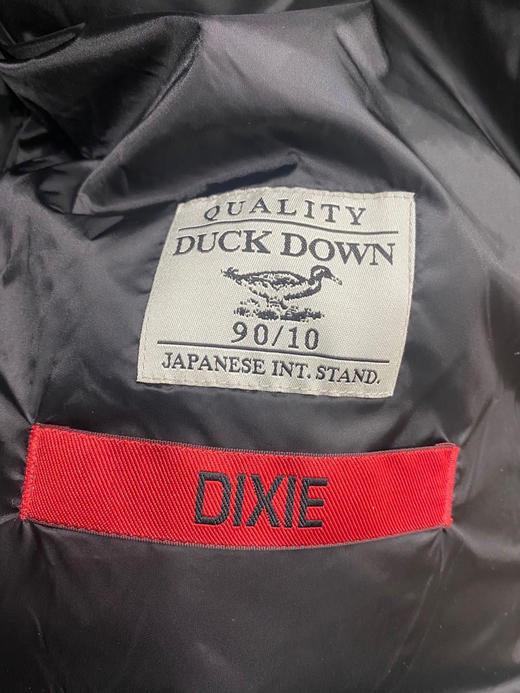 QUALITY
DUCK DOWN
90/10
JAPANESE INT. STAND.
DIXIE